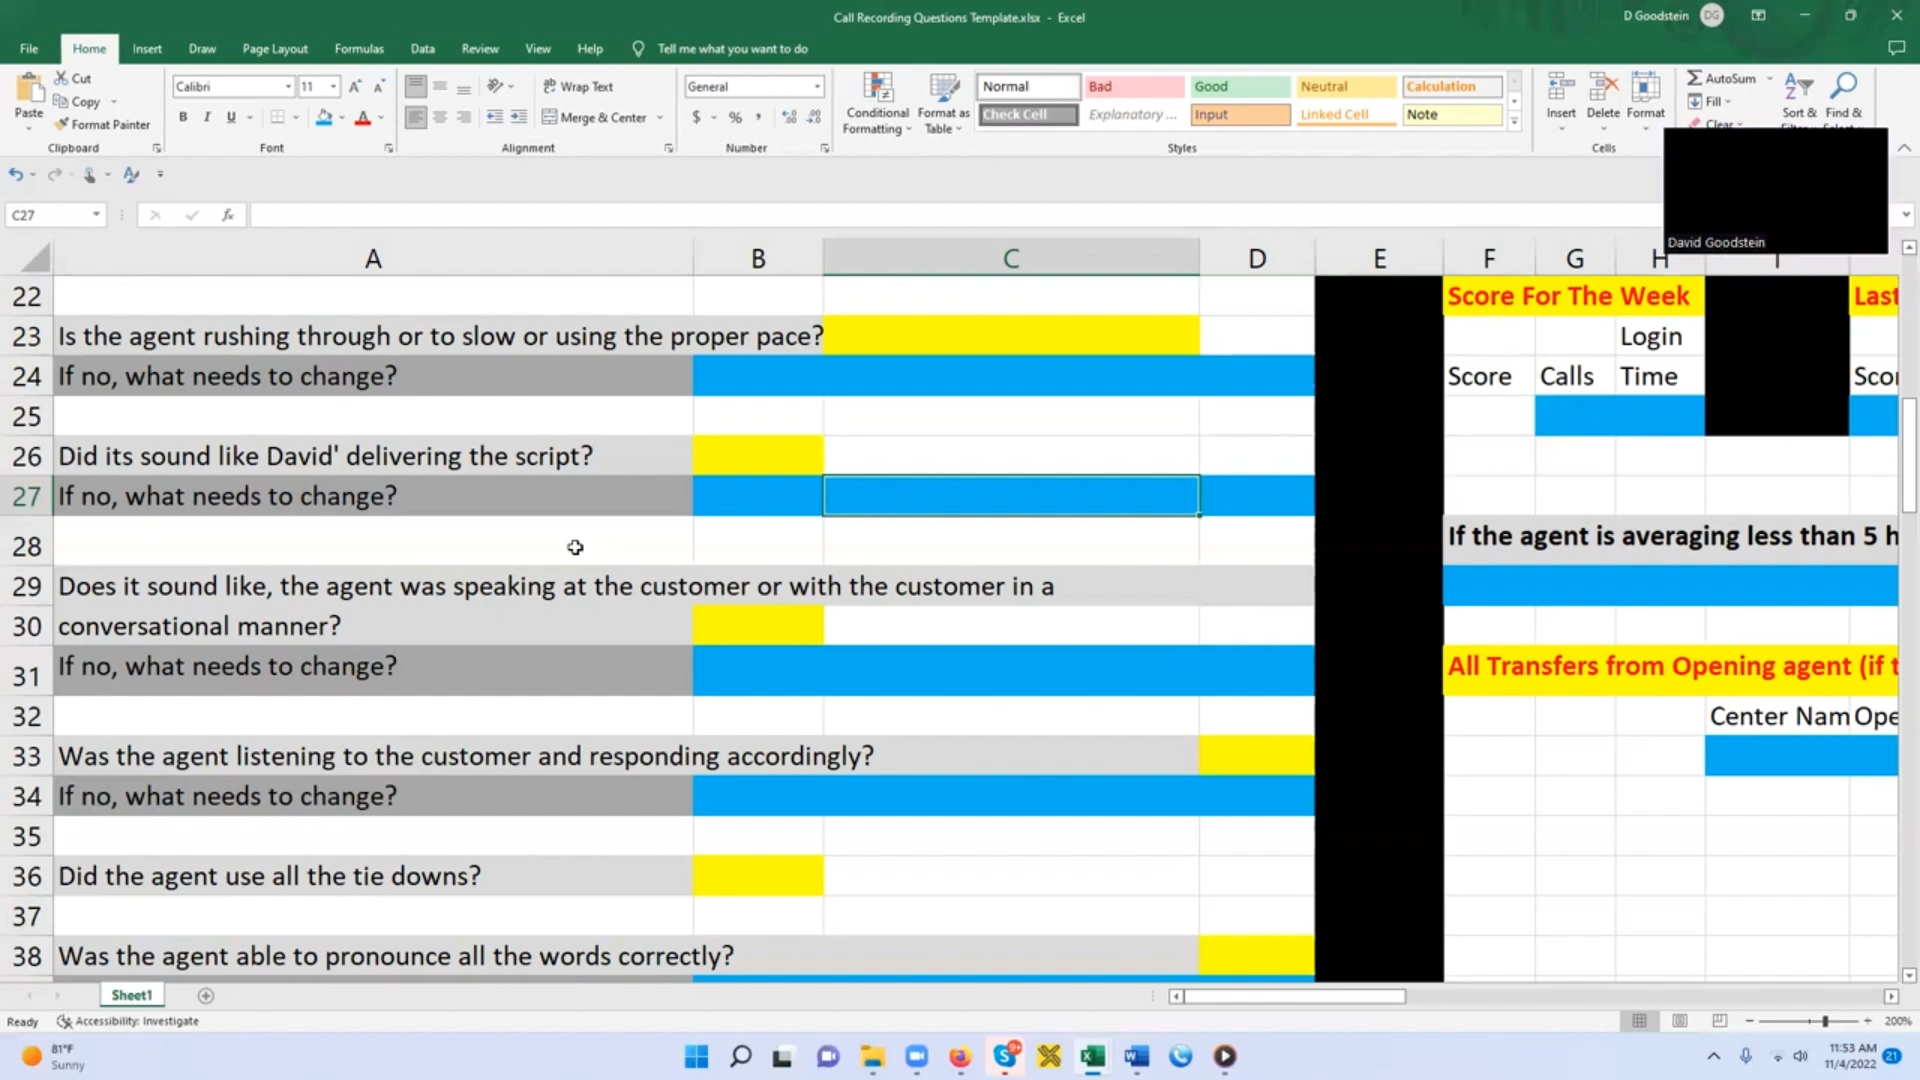 Call Recording Questions Template.xlsx - Excel
D Goodstein DG
File Home Insert Draw Page Layout Formulas Data Review View Help Tell me what you want to do
Paste
Cut
Copy
Format Painter
Clipboard
Calibri 11
B I U
Font
Wrap Text
Merge & Center
Alignment
General
$ % ,
Number
Conditional Formatting
Format as Table
Normal Bad Good Neutral Calculation
Check Cell Explanatory ... Input Linked Cell Note
Styles
Insert Delete Format
Cells
AutoSum
Fill
Clear
Sort &
Find &
David Goodstein
C27
fx
A B C D E F G H
22 Score For The Week Last
23 Is the agent rushing through or to slow or using the proper pace? Login
24 If no, what needs to change? Score Calls Time Scor
25
26 Did its sound like David' delivering the script?
27 If no, what needs to change?
28 If the agent is averaging less than 5 h
29 Does it sound like, the agent was speaking at the customer or with the customer in a
30 conversational manner?
31 If no, what needs to change? All Transfers from Opening agent (if t
32 Center Nam Ope
33 Was the agent listening to the customer and responding accordingly?
34 If no, what needs to change?
35
36 Did the agent use all the tie downs?
37
38 Was the agent able to pronounce all the words correctly?
Sheet1
Ready Accessibility: Investigate
200%
81°F
Sunny
9+
11:53 AM
11/4/2022
21